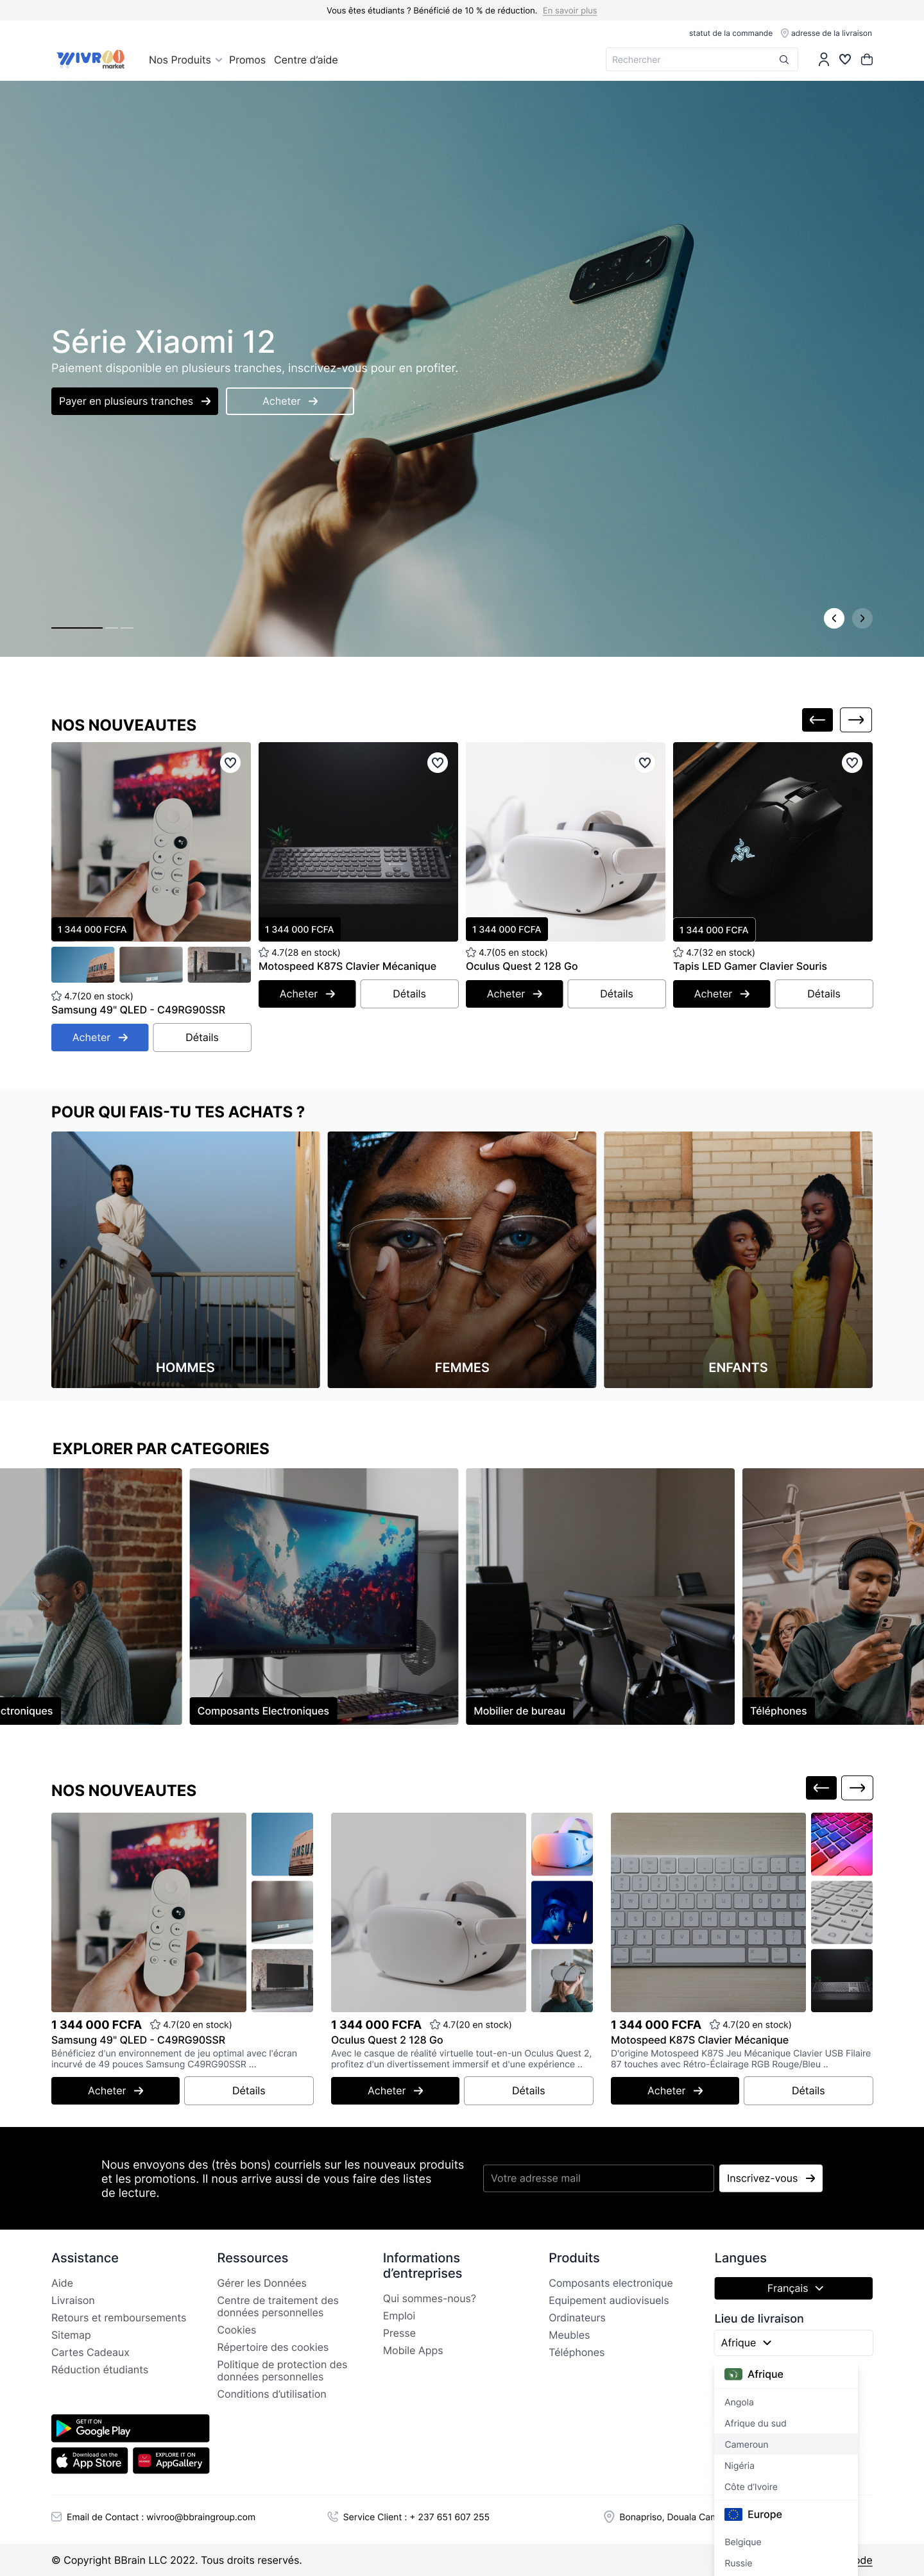 Vous êtes étudiants ? Bénéficié de 10 % de réduction. En savoir plus
statut de la commande adresse de la livraison
WIVROO market
Nos Produits Promos Centre d'aide
Rechercher
Série Xiaomi 12
Paiement disponible en plusieurs tranches, inscrivez-vous pour en profiter.
Payer en plusieurs tranches
Acheter
NOS NOUVEAUTES
1 344 000 FCFA
4.7(20 en stock)
Samsung 49" QLED - C49RG90SSR
Acheter
Détails
1 344 000 FCFA
4.7(28 en stock)
Motospeed K87S Clavier Mécanique
Acheter
Détails
1 344 000 FCFA
4.7(05 en stock)
Oculus Quest 2 128 Go
Acheter
Détails
1 344 000 FCFA
4.7(32 en stock)
Tapis LED Gamer Clavier Souris
Acheter
Détails
POUR QUI FAIS-TU TES ACHATS ?
HOMMES
FEMMES
ENFANTS
EXPLORER PAR CATEGORIES
ctroniques
Composants Electroniques
Mobilier de bureau
Téléphones
NOS NOUVEAUTES
1 344 000 FCFA 4.7(20 en stock)
Samsung 49" QLED - C49RG90SSR
Bénéficiez d'un environnement de jeu optimal avec l'écran
incurvé de 49 pouces Samsung C49RG90SSR ...
Acheter
Détails
1 344 000 FCFA 4.7(20 en stock)
Oculus Quest 2 128 Go
Avec le casque de réalité virtuelle tout-en-un Oculus Quest 2,
profitez d'un divertissement immersif et d'une expérience ..
Acheter
Détails
1 344 000 FCFA 4.7(20 en stock)
Motospeed K87S Clavier Mécanique
D'origine Motospeed K87S Jeu Mécanique Clavier USB Filaire
87 touches avec Rétro-Éclairage RGB Rouge/Bleu ..
Acheter
Détails
Nous envoyons des (très bons) courriels sur les nouveaux produits
et les promotions. Il nous arrive aussi de vous faire des listes
de lecture.
Votre adresse mail
Inscrivez-vous
Assistance
Aide
Livraison
Retours et remboursements
Sitemap
Cartes Cadeaux
Réduction étudiants
Ressources
Gérer les Données
Centre de traitement des
données personnelles
Cookies
Répertoire des cookies
Politique de protection des
données personnelles
Conditions d'utilisation
Informations
d'entreprises
Qui sommes-nous?
Emploi
Presse
Mobile Apps
Produits
Composants electronique
Equipement audiovisuels
Ordinateurs
Meubles
Téléphones
Langues
Français
Lieu de livraison
Afrique
Afrique
Angola
Afrique du sud
Cameroun
Nigéria
Côte d'Ivoire
Europe
Belgique
Russie
GET IT ON
Google Play
Download on the
App Store
EXPLORE IT ON
AppGallery
Email de Contact : wivroo@bbraingroup.com
Service Client : + 237 651 607 255
Bonapriso, Douala Cam
© Copyright BBrain LLC 2022. Tous droits reservés.
ode